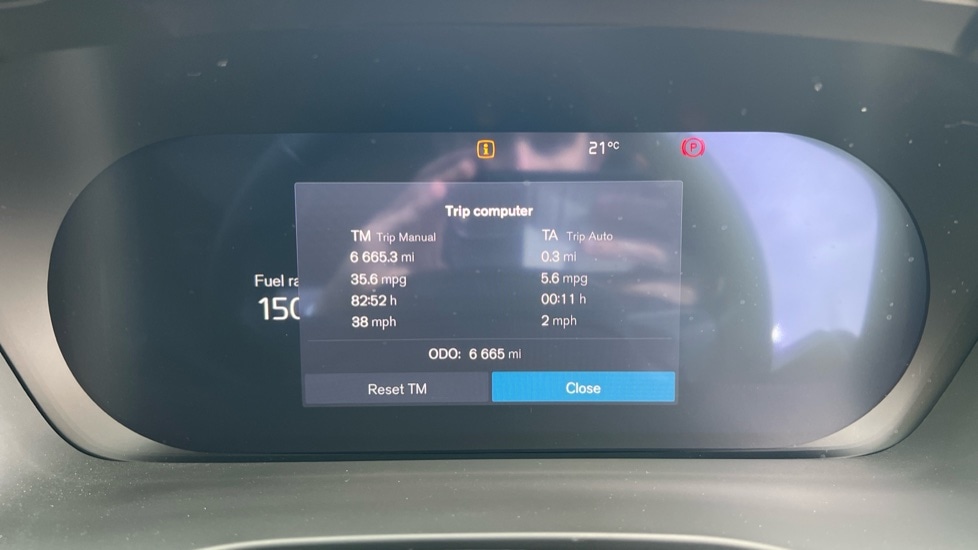 21°C
P
Trip computer
TM Trip Manual TA Trip Auto
6 665.3 mi 0.3 mi
35.6 mpg 5.6 mpg
82:52 h 00:11 h
38 mph 2 mph
Fuel
ODO: 6 665 mi
Reset TM Close